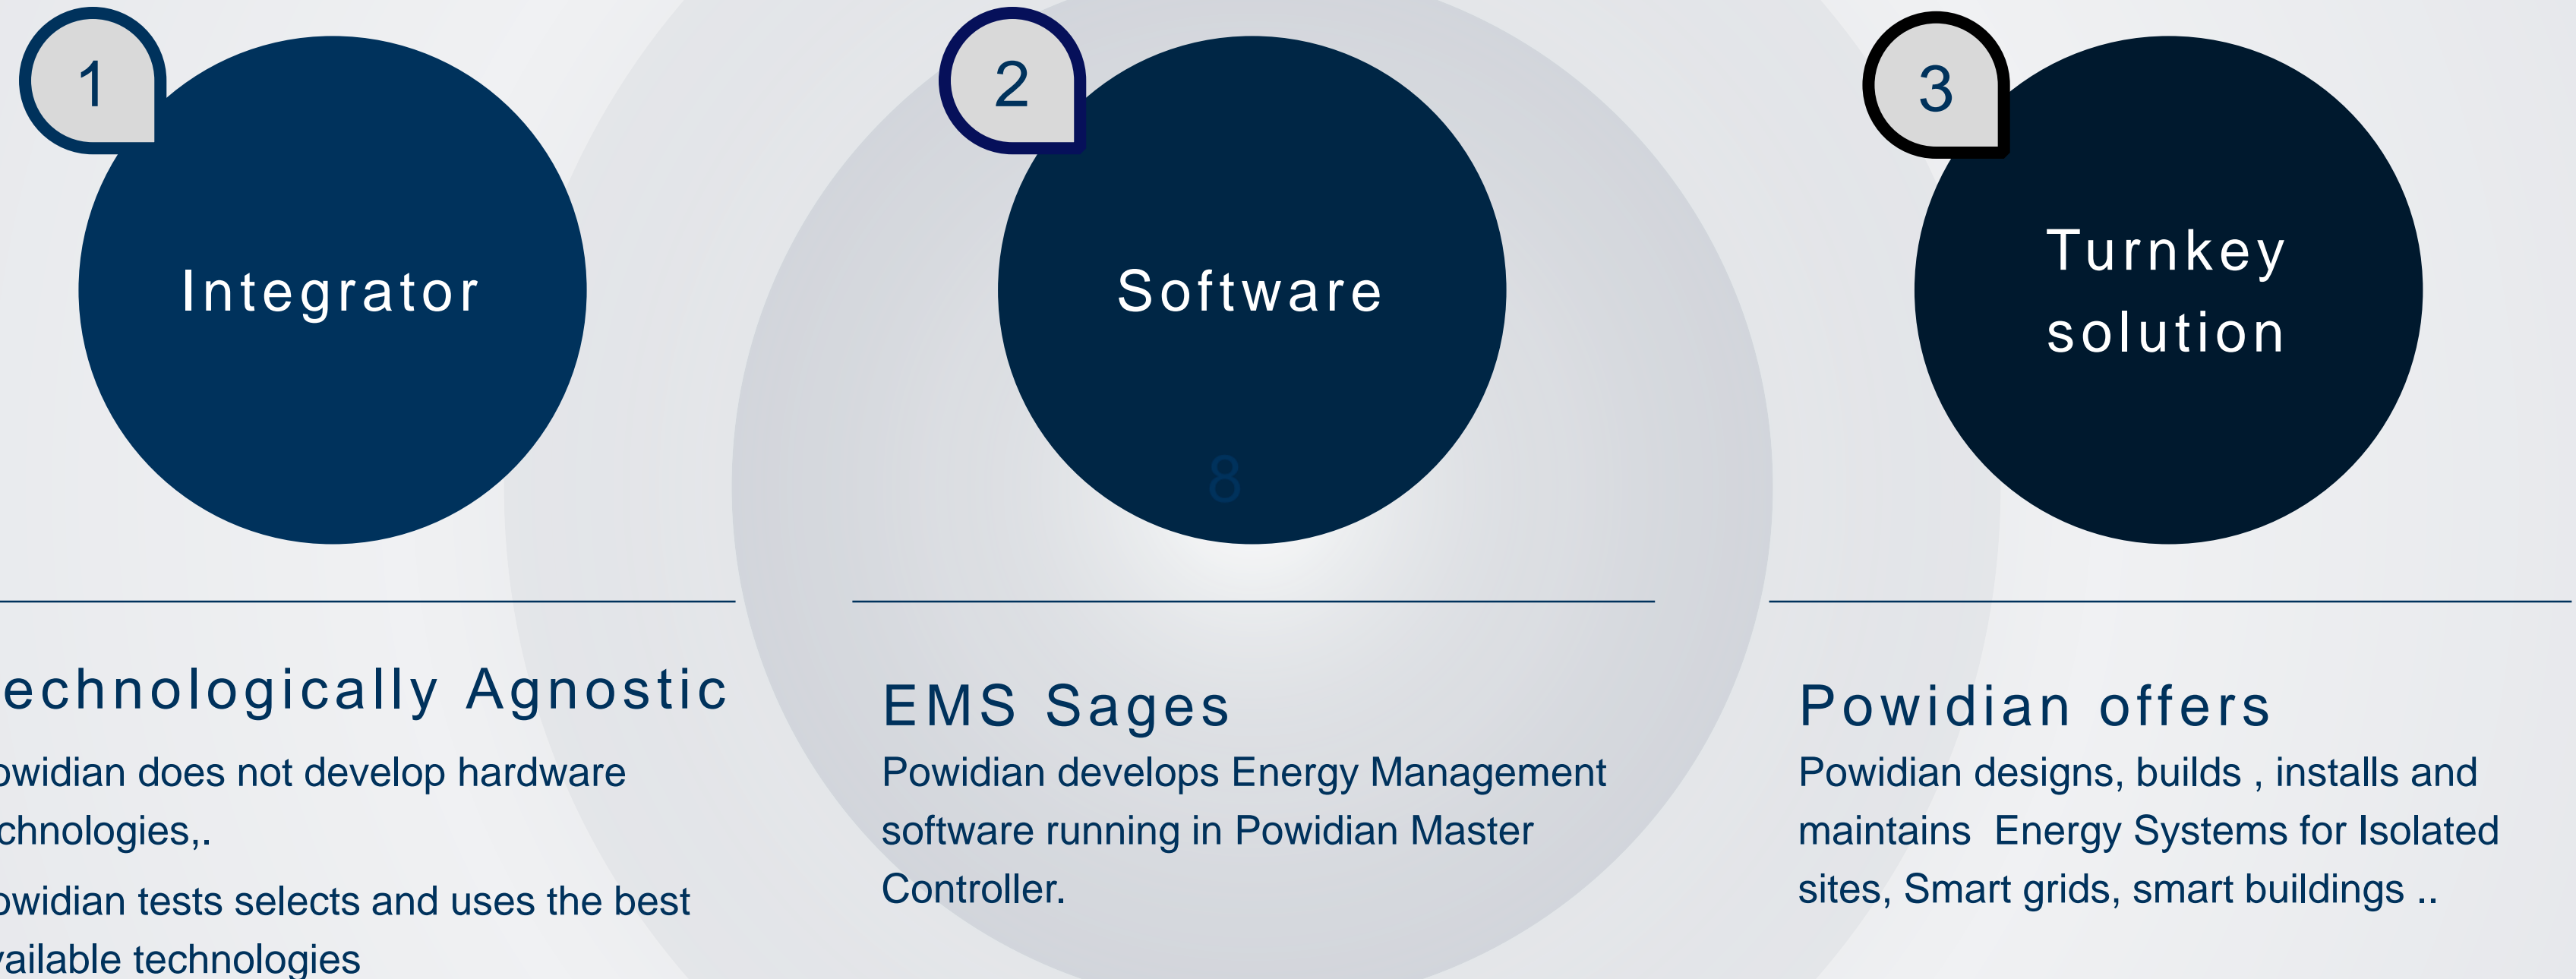 1
Integrator
echnologically Agnostic
owidian does not develop hardware
chnologies,.
owidian tests selects and uses the best
vailable technologies
2
Software
8
EMS Sages
Powidian develops Energy Management
software running in Powidian Master
Controller.
3
Turnkey
solution
Powidian offers
Powidian designs, builds , installs and
maintains  Energy Systems for Isolated
sites, Smart grids, smart buildings ..